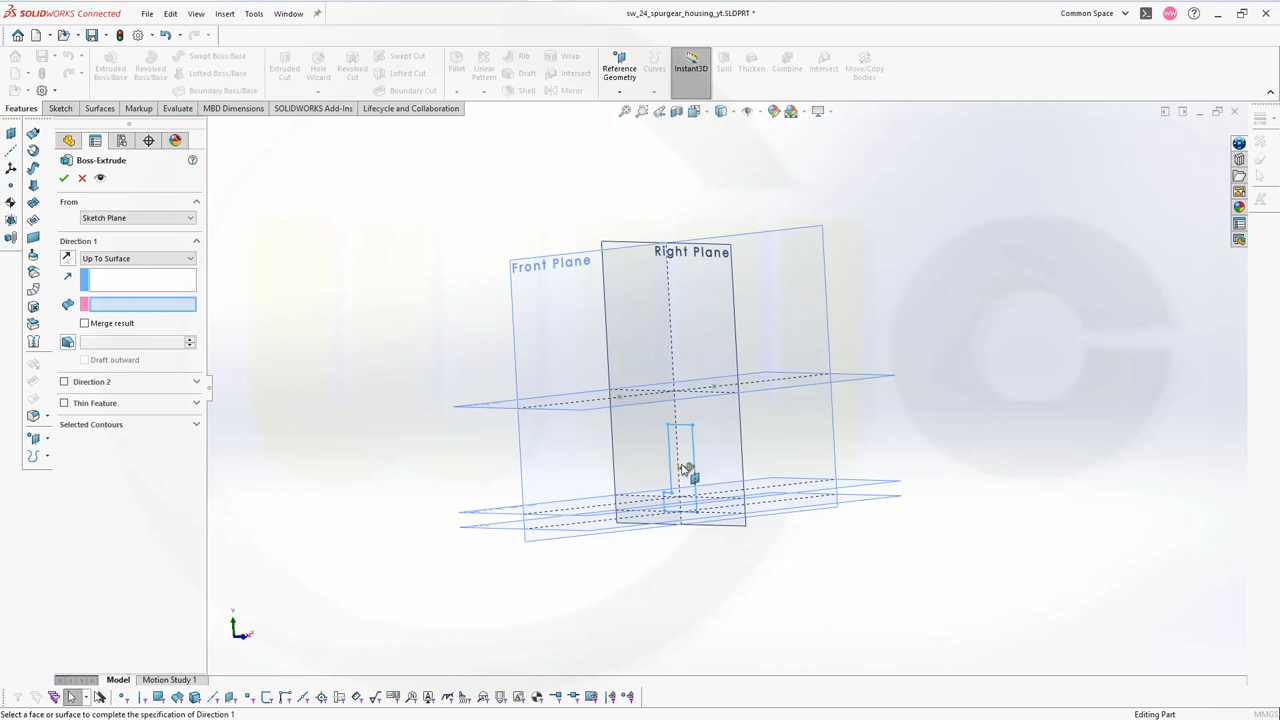 SOLIDWORKS Connected
File
Edit
View
Insert
Tools
Window
sw_24_spurgear_housing_yt.SLDPRT *
Common Space
WW
Extruded Boss/Base
Revolved Boss/Base
Swept Boss/Base
Lofted Boss/Base
Boundary Boss/Base
Extruded Cut
Hole Wizard
Revolved Cut
Swept Cut
Lofted Cut
Boundary Cut
Fillet
Linear Pattern
Rib
Draft
Shell
Wrap
Intersect
Mirror
Reference Geometry
Curves
Instant3D
Split
Thicken
Combine
Intersect
Move/Copy Bodies
Features
Sketch
Surfaces
Markup
Evaluate
MBD Dimensions
SOLIDWORKS Add-Ins
Lifecycle and Collaboration
Boss-Extrude
From
Sketch Plane
Direction 1
Up To Surface
Merge result
Draft outward
Direction 2
Thin Feature
Selected Contours
Front Plane
Right Plane
Y
X
Model
Motion Study 1
Select a face or surface to complete the specification of Direction 1
Editing Part
MMGS